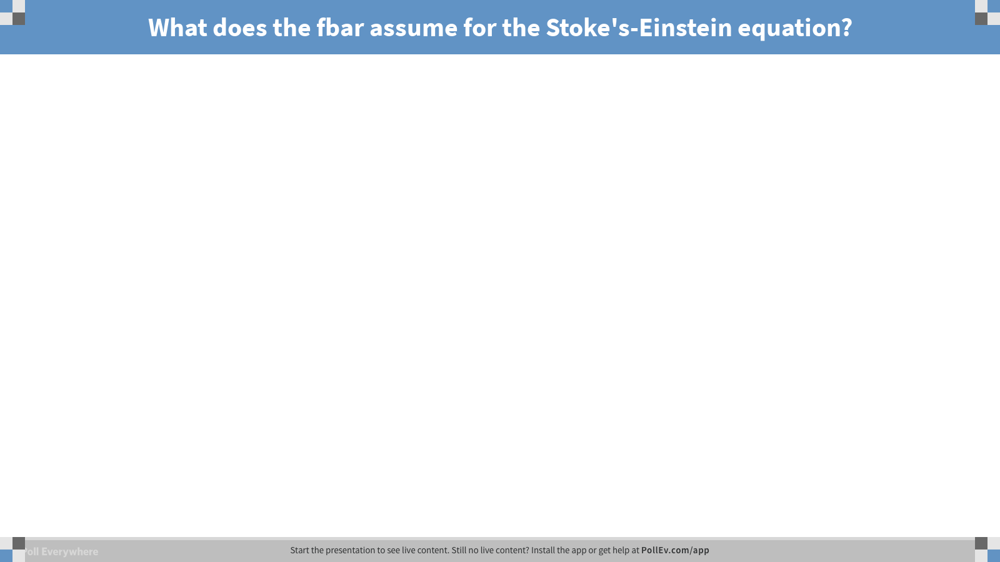 What does the fbar assume for the Stoke's-Einstein equation?
Poll Everywhere
Start the presentation to see live content. Still no live content? Install the app or get help at PollEv.com/app